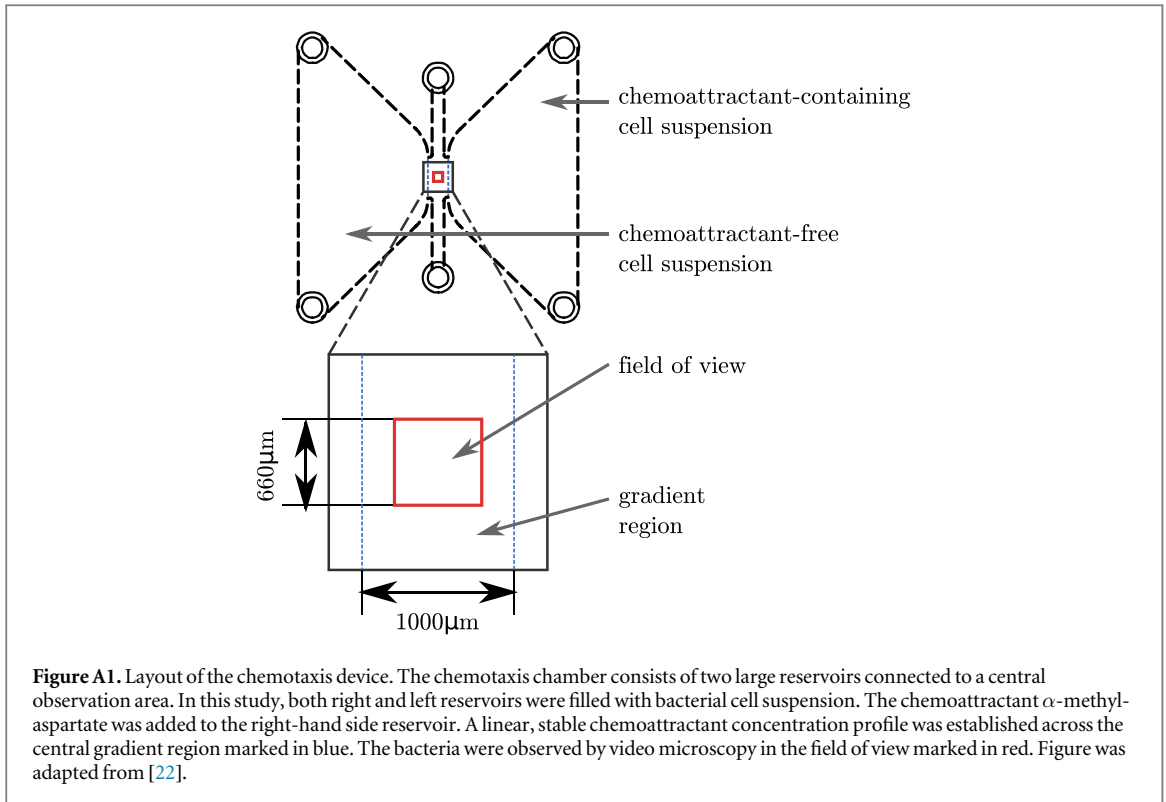 chemoattractant-containing
cell suspension
chemoattractant-free
cell suspension
field of view
660μm
gradient
region
1000μm
Figure A1. Layout of the chemotaxis device. The chemotaxis chamber consists of two large reservoirs connected to a central
observation area. In this study, both right and left reservoirs were filled with bacterial cell suspension. The chemoattractant α-methyl-
aspartate was added to the right-hand side reservoir. A linear, stable chemoattractant concentration profile was established across the
central gradient region marked in blue. The bacteria were observed by video microscopy in the field of view marked in red. Figure was
adapted from [22].